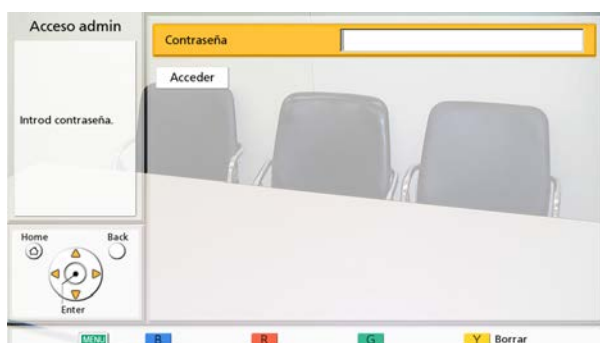 Acceso admin
Contraseña
Acceder
Introd contraseña.
Home
Back
Enter
MENU
B
R
G
Y Borrar